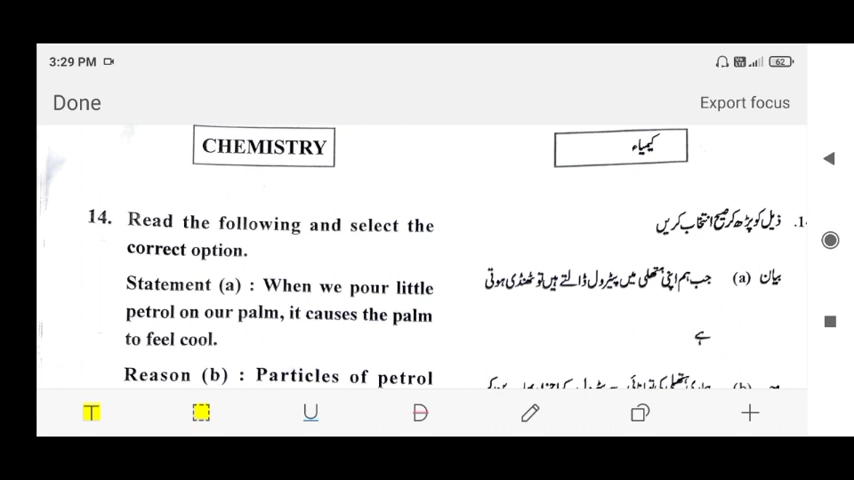 3:29 PM
62
Done
Export focus
CHEMISTRY
کیمیاء
14. Read the following and select the
correct option.
Statement (a) : When we pour little
petrol on our palm, it causes the palm
to feel cool.
Reason (b) : Particles of petrol
ذیل کو پڑھ کر صحیح انتخاب کریں
بیان (a) جب ہم اپنی ہتھلی میں پیٹرول ڈالتے ہیں تو ٹھنڈی ہوتی
ہے
(b)
T
U
D